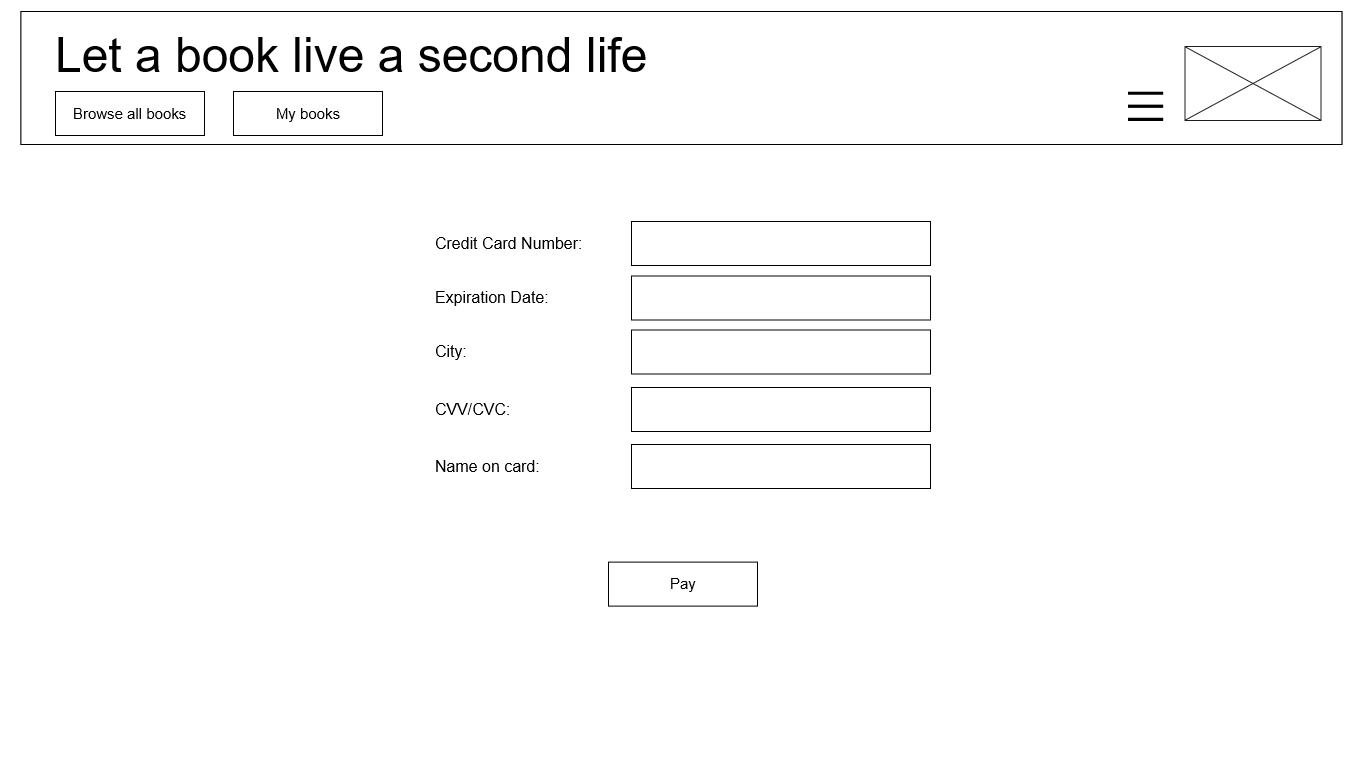 Let a book live a second life
Browse all books
My books
Credit Card Number:
Expiration Date:
City:
CVV/CVC:
Name on card:
Pay